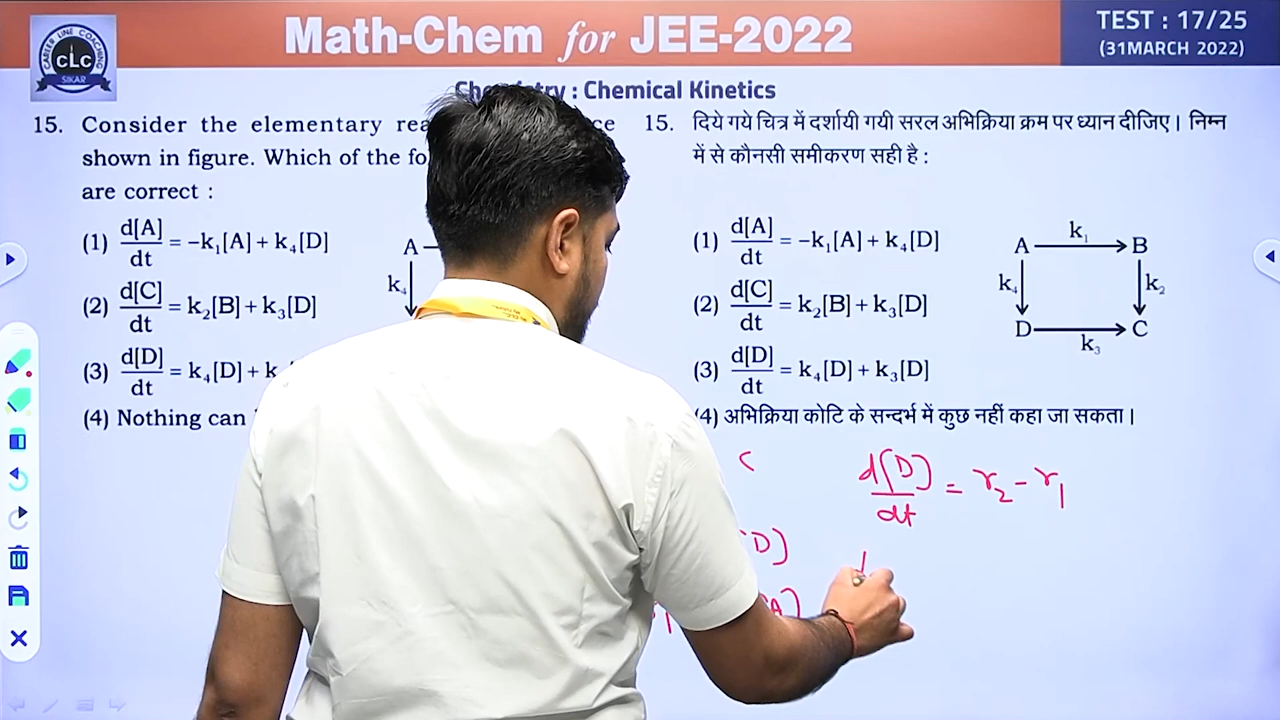 CAREER LINE COACHING
CLC
SIKAR
Math-Chem for JEE-2022
TEST : 17/25
(31MARCH 2022)
: Chemical Kinetics
15. Consider the elementary
shown in figure. Which of the
are correct :
(1) d[A]/dt = –k₁[A] + k₄[D]
(2) d[C]/dt = k₂[B] + k₃[D]
(3) d[D]/dt = k₄[D] + k
(4) Nothing can
A
k₄
15. दिये गये चित्र में दर्शायी गयी सरल अभिक्रिया क्रम पर ध्यान दीजिए। निम्न
में से कौनसी समीकरण सही है :
(1) d[A]/dt = –k₁[A] + k₄[D]
(2) d[C]/dt = k₂[B] + k₃[D]
(3) d[D]/dt = k₄[D] + k₃[D]
4) अभिक्रिया कोटि के सन्दर्भ में कुछ नहीं कहा जा सकता।
A k₁ B
k₄ k₂
D k₃ C
d[D]/dt = r₂ - r₁
D]
A]